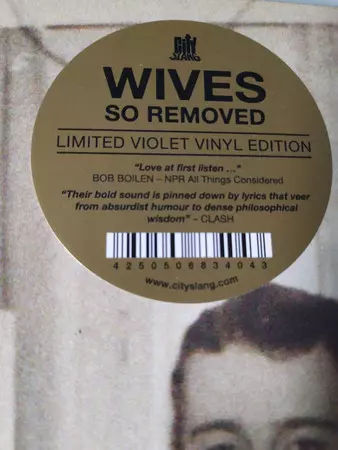 CITY
SLANG
WIVES
SO REMOVED
LIMITED VIOLET VINYL EDITION
"Love at first listen ..."
BOB BOILEN – NPR All Things Considered
"Their bold sound is pinned down by lyrics that veer
from absurdist humour to dense philosophical
wisdom" – CLASH
4250506834043
www.cityslang.com